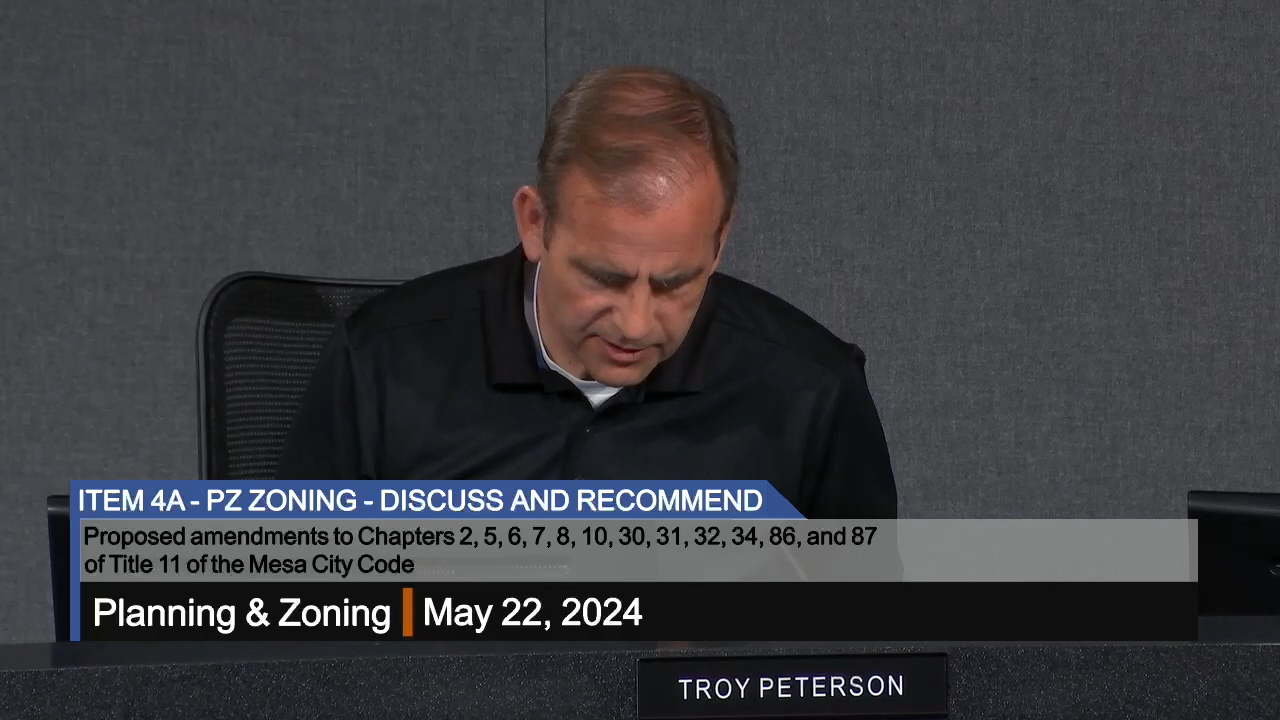 ITEM 4A - PZ ZONING - DISCUSS AND RECOMMEND
Proposed amendments to Chapters 2, 5, 6, 7, 8, 10, 30, 31, 32, 34, 86, and 87
of Title 11 of the Mesa City Code
Planning & Zoning May 22, 2024
TROY PETERSON